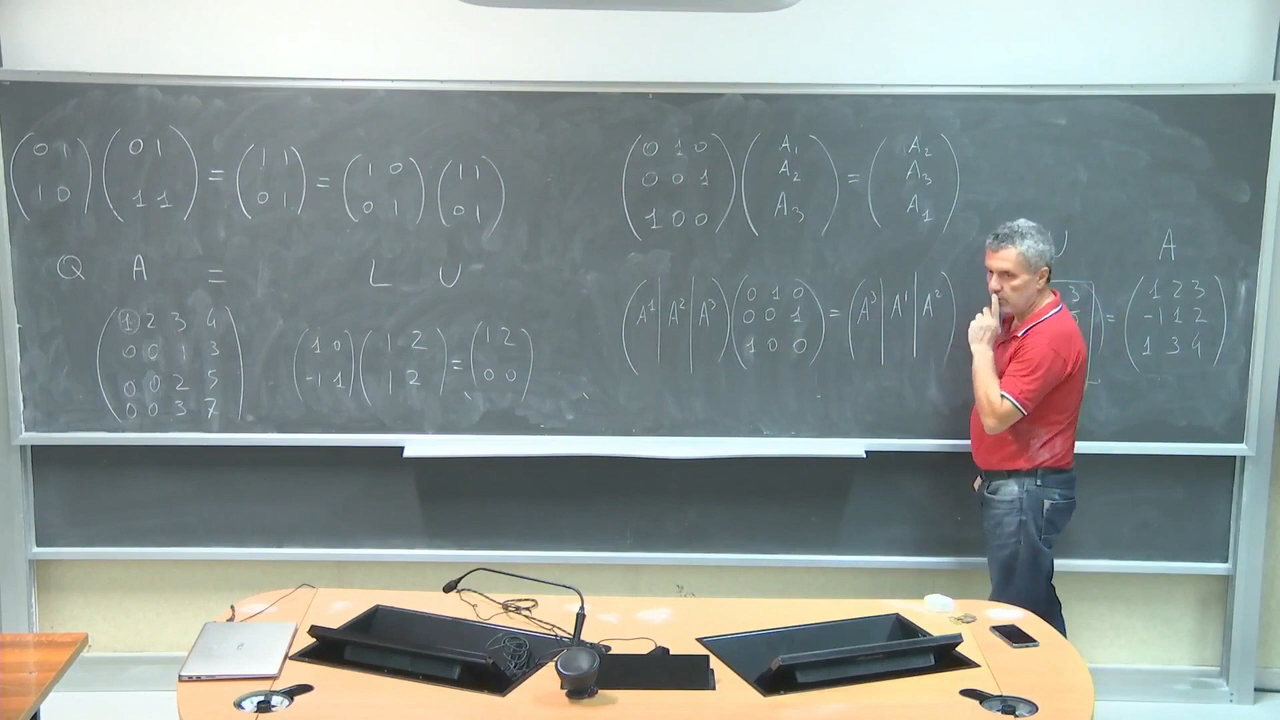 (0 1 / 1 0) (0 1 / 1 1) = (1 1 / 0 1) = (1 0 / 0 1) (1 1 / 0 1)
Q A = L U
(1 2 3 4 / 0 0 1 3 / 0 0 2 5 / 0 0 3 7)
(1 0 / -1 1) (1 2 / 1 2) = (1 2 / 0 0)
(0 1 0 / 0 0 1 / 1 0 0) (A₁ / A₂ / A₃) = (A₂ / A₃ / A₁)
(A¹ | A² | A³) (0 1 0 / 0 0 1 / 1 0 0) = (A³ | A¹ | A²)
A
3
= (1 2 3 / -1 1 2 / 1 3 4)